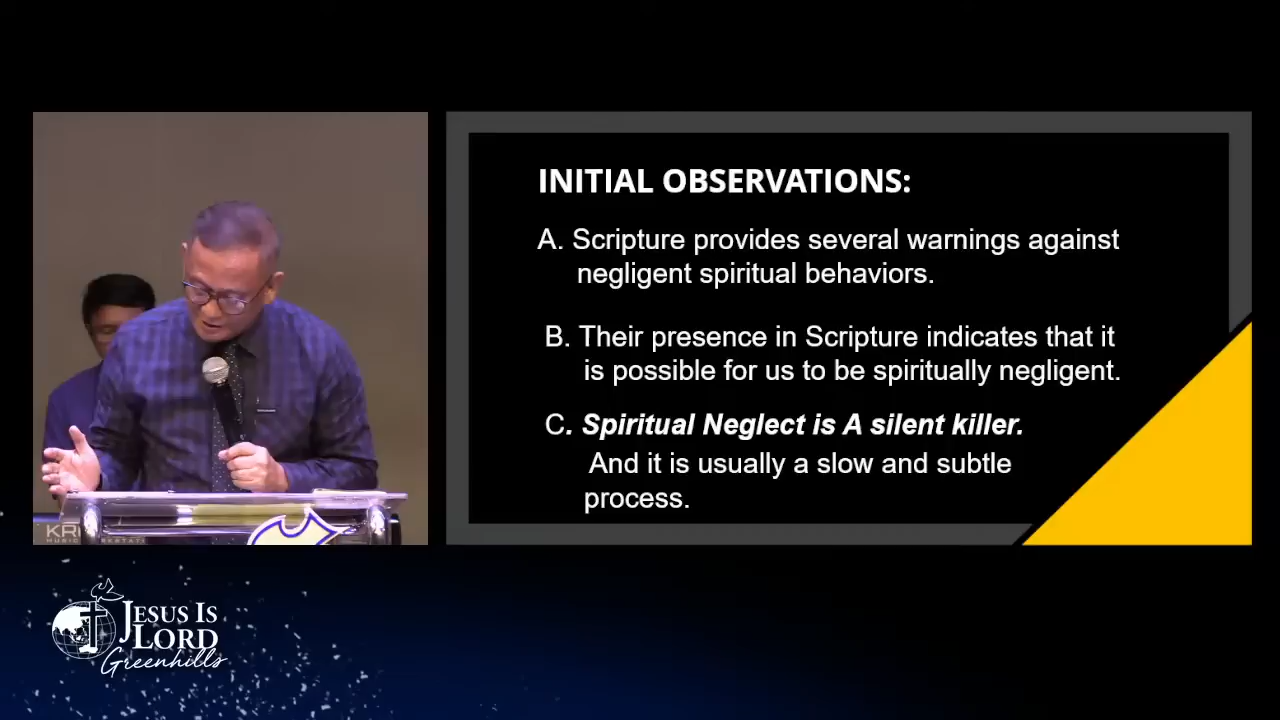 INITIAL OBSERVATIONS:
A. Scripture provides several warnings against
negligent spiritual behaviors.
B. Their presence in Scripture indicates that it
is possible for us to be spiritually negligent.
C. Spiritual Neglect is A silent killer.
And it is usually a slow and subtle
process.
JESUS IS
LORD
Greenhills